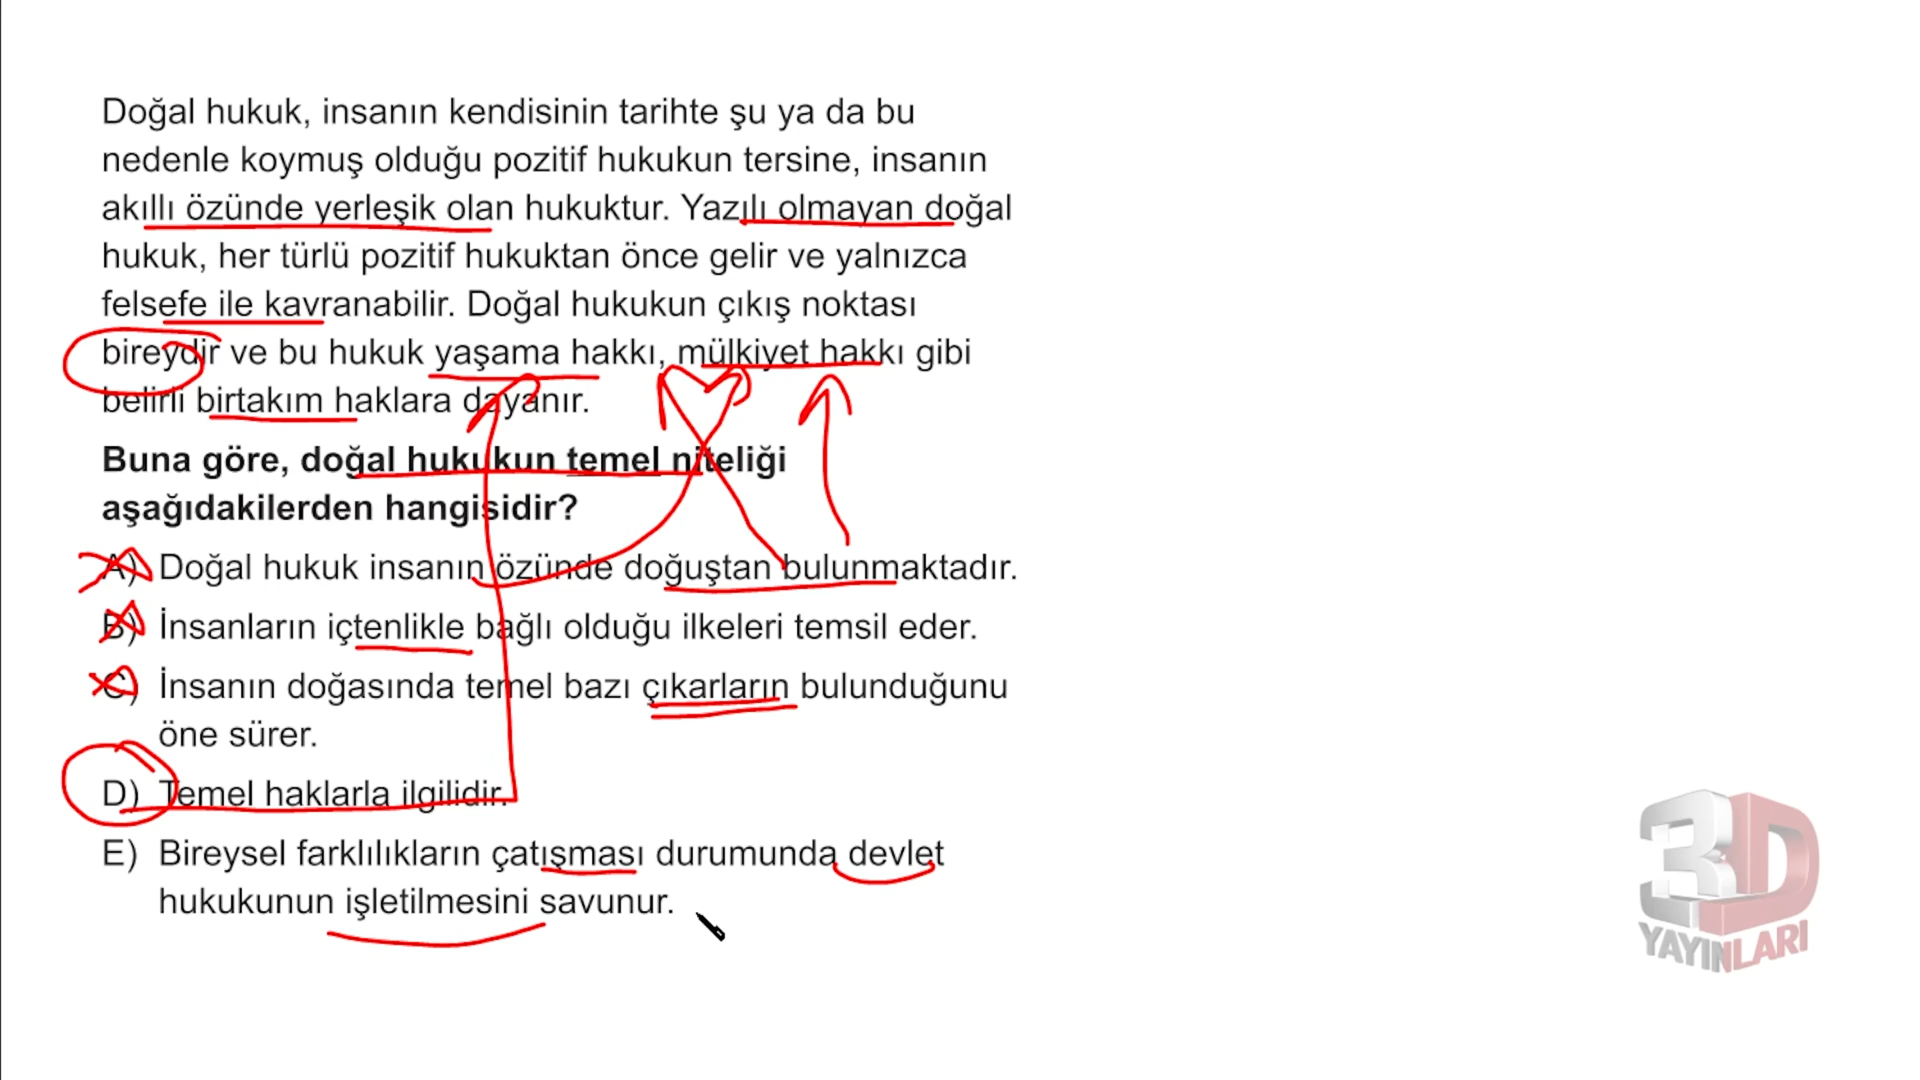 Doğal hukuk, insanın kendisinin tarihte şu ya da bu
nedenle koymuş olduğu pozitif hukukun tersine, insanın
akıllı özünde yerleşik olan hukuktur. Yazılı olmayan doğal
hukuk, her türlü pozitif hukuktan önce gelir ve yalnızca
felsefe ile kavranabilir. Doğal hukukun çıkış noktası
bireydir ve bu hukuk yaşama hakkı, mülkiyet hakkı gibi
belirli birtakım haklara dayanır.
Buna göre, doğal hukukun temel niteliği
aşağıdakilerden hangisidir?
A) Doğal hukuk insanın özünde doğuştan bulunmaktadır.
B) İnsanların içtenlikle bağlı olduğu ilkeleri temsil eder.
C) İnsanın doğasında temel bazı çıkarların bulunduğunu
öne sürer.
D) Temel haklarla ilgilidir.
E) Bireysel farklılıkların çatışması durumunda devlet
hukukunun işletilmesini savunur.
3D
YAYINLARI